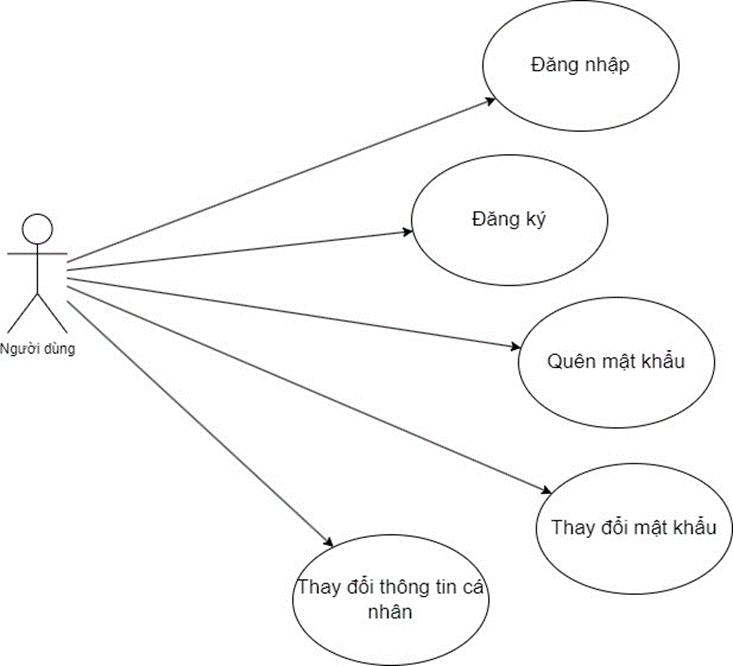 Đăng nhập
Đăng ký
Người dùng
Quên mật khẩu
Thay đổi mật khẩu
Thay đổi thông tin cá
nhân